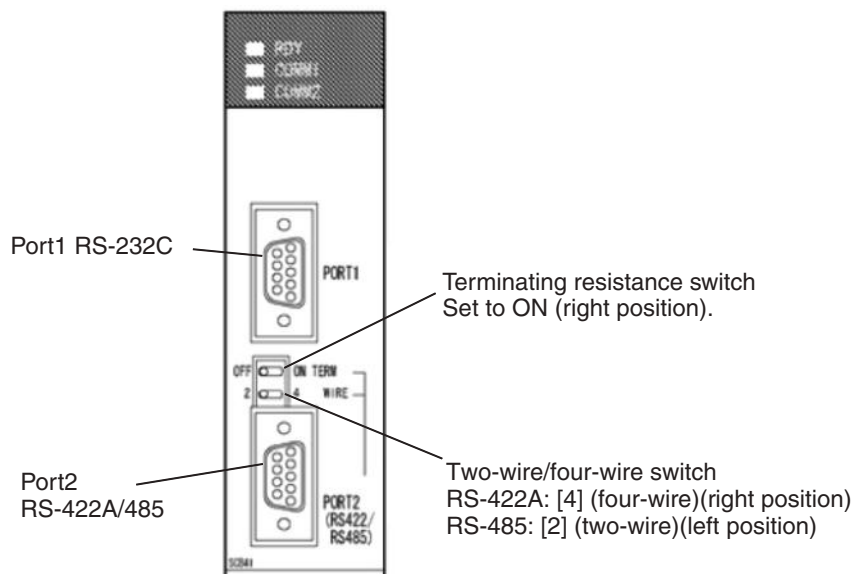 RDY
COMM1
COMM2
Port1 RS-232C
PORT1
Terminating resistance switch
Set to ON (right position).
OFF ON TERM
2 4 WIRE
Port2
RS-422A/485
Two-wire/four-wire switch
RS-422A: [4] (four-wire)(right position)
RS-485: [2] (two-wire)(left position)
PORT2
(RS422/
RS485)
SCB41